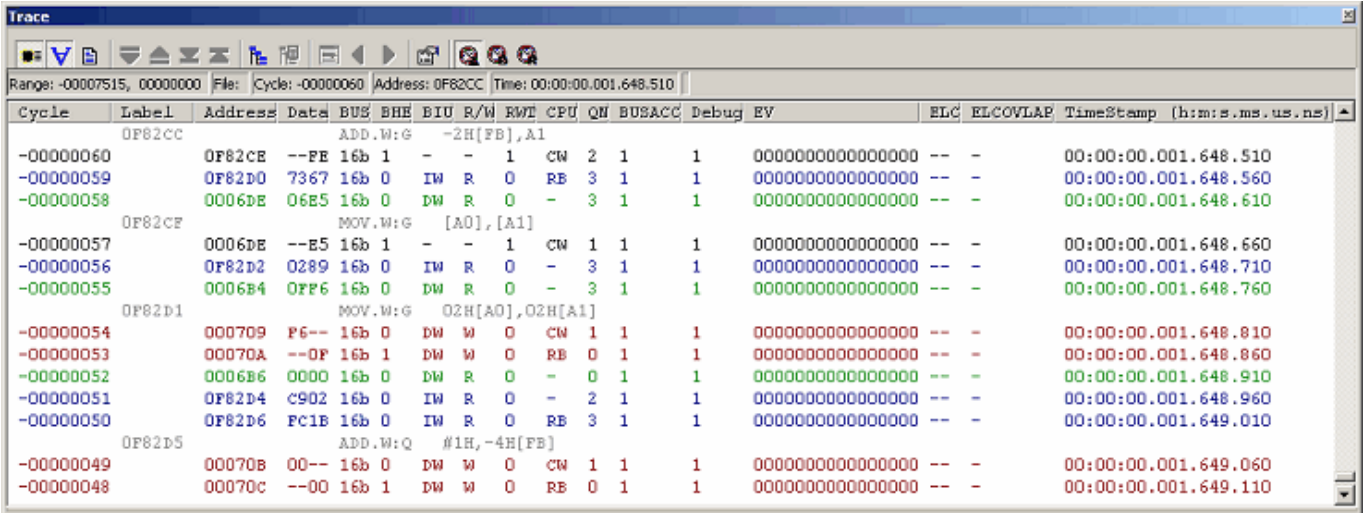 Trace
Range: -00007515, 00000000 File: Cycle: -00000060 Address: 0F82CC Time: 00:00:00.001.648.510
Cycle Label Address Data BUS BHE BIU R/W RWT CPU QN BUSACC Debug EV ELC ELCOVLAP TimeStamp (h:m:s.ms.us.ns)
0F82CC ADD.W:G -2H[FB],A1
-00000060 0F82CE --FE 16b 1 - - 1 CW 2 1 1 0000000000000000 -- - 00:00:00.001.648.510
-00000059 0F82D0 7367 16b 0 IW R 0 RB 3 1 1 0000000000000000 -- - 00:00:00.001.648.560
-00000058 0006DE 06E5 16b 0 DW R 0 - 3 1 1 0000000000000000 -- - 00:00:00.001.648.610
0F82CF MOV.W:G [A0],[A1]
-00000057 0006DE --E5 16b 1 - - 1 CW 1 1 1 0000000000000000 -- - 00:00:00.001.648.660
-00000056 0F82D2 0289 16b 0 IW R 0 - 3 1 1 0000000000000000 -- - 00:00:00.001.648.710
-00000055 0006B4 0FF6 16b 0 DW R 0 - 3 1 1 0000000000000000 -- - 00:00:00.001.648.760
0F82D1 MOV.W:G 02H[A0],02H[A1]
-00000054 000709 F6-- 16b 0 DW W 0 CW 1 1 1 0000000000000000 -- - 00:00:00.001.648.810
-00000053 00070A --0F 16b 1 DW W 0 RB 0 1 1 0000000000000000 -- - 00:00:00.001.648.860
-00000052 0006B6 0000 16b 0 DW R 0 - 0 1 1 0000000000000000 -- - 00:00:00.001.648.910
-00000051 0F82D4 C902 16b 0 IW R 0 - 2 1 1 0000000000000000 -- - 00:00:00.001.648.960
-00000050 0F82D6 FC1B 16b 0 IW R 0 RB 3 1 1 0000000000000000 -- - 00:00:00.001.649.010
0F82D5 ADD.W:Q #1H,-4H[FB]
-00000049 00070B 00-- 16b 0 DW W 0 CW 1 1 1 0000000000000000 -- - 00:00:00.001.649.060
-00000048 00070C --00 16b 1 DW W 0 RB 0 1 1 0000000000000000 -- - 00:00:00.001.649.110